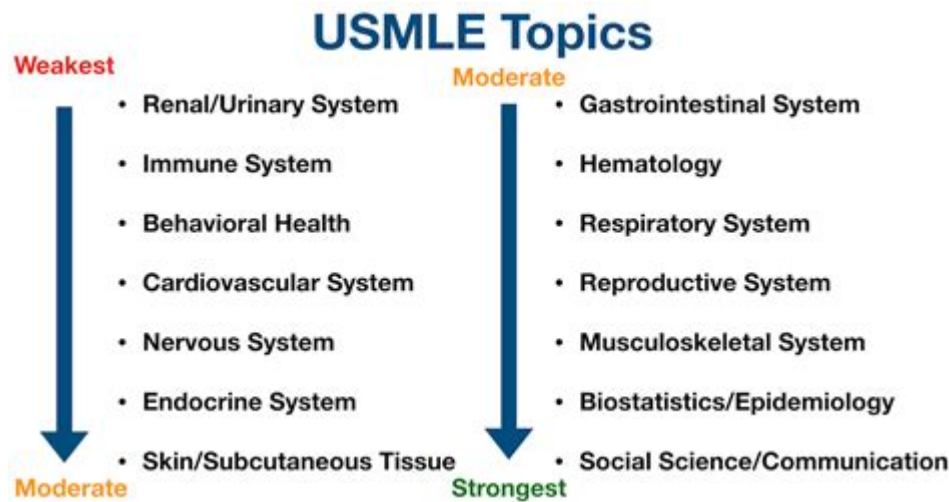 USMLE Topics
Weakest
• Renal/Urinary System
• Immune System
• Behavioral Health
• Cardiovascular System
• Nervous System
• Endocrine System
• Skin/Subcutaneous Tissue
Moderate
Moderate
• Gastrointestinal System
• Hematology
• Respiratory System
• Reproductive System
• Musculoskeletal System
• Biostatistics/Epidemiology
• Social Science/Communication
Strongest